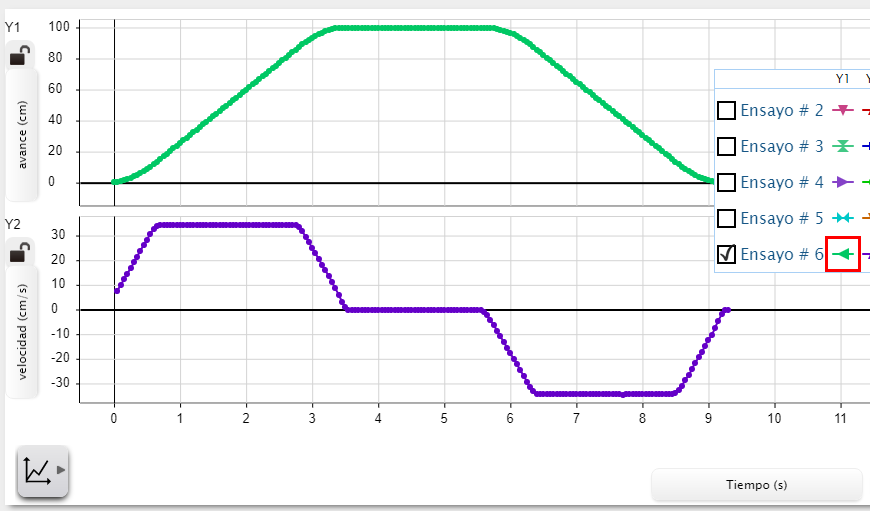 Y1
100
80
60
40
20
0
avance (cm)
Y1
Ensayo # 2
Ensayo # 3
Ensayo # 4
Ensayo # 5
Ensayo # 6
Y2
30
20
10
0
-10
-20
-30
velocidad (cm/s)
0 1 2 3 4 5 6 7 8 9 10 11
Tiempo (s)